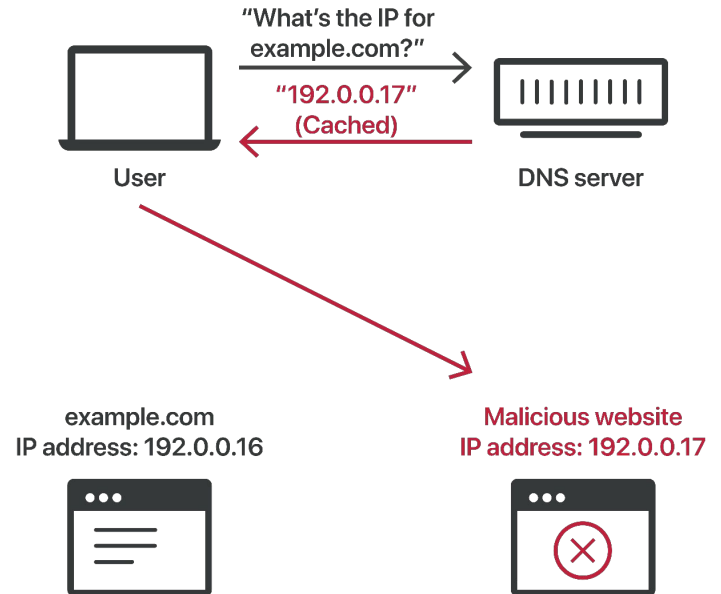 “What’s the IP for
example.com?”
“192.0.0.17”
(Cached)
User
DNS server
example.com
IP address: 192.0.0.16
Malicious website
IP address: 192.0.0.17